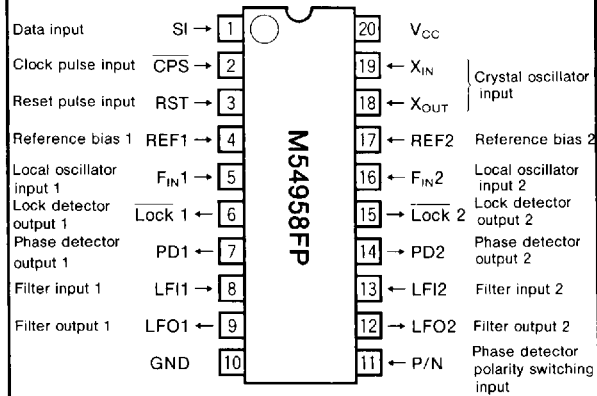 Data input SI → 1 20 VCC
Clock pulse input CPS → 2 19 ← XIN
Crystal oscillator
input
Reset pulse input RST → 3 18 ← XOUT
Reference bias 1 REF1 → 4 17 ← REF2 Reference bias 2
Local oscillator
input 1
FIN1 → 5 16 ← FIN2
Local oscillator
input 2
Lock detector
output 1
Lock 1 ← 6 15 → Lock 2
Lock detector
output 2
Phase detector
output 1
PD1 ← 7 14 → PD2
Phase detector
output 2
Filter input 1 LFI1 → 8 13 ← LFI2 Filter input 2
Filter output 1 LFO1 ← 9 12 → LFO2 Filter output 2
GND 10 11 ← P/N
Phase detector
polarity switching
input
M54958FP